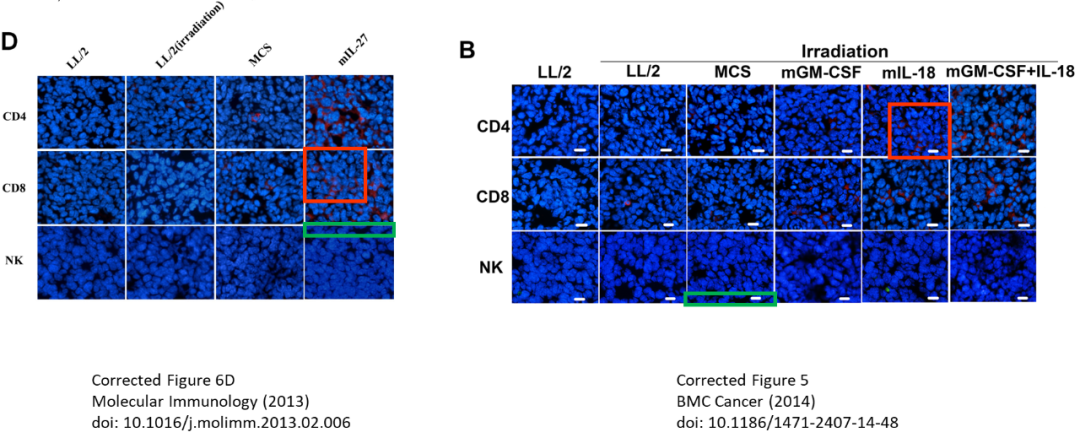 D
LL/2
LL/2(irradiation)
MCS
mIL-27
CD4
CD8
NK
B
Irradiation
LL/2 LL/2 MCS mGM-CSF mIL-18 mGM-CSF+IL-18
CD4
CD8
NK
Corrected Figure 6D
Molecular Immunology (2013)
doi: 10.1016/j.molimm.2013.02.006
Corrected Figure 5
BMC Cancer (2014)
doi: 10.1186/1471-2407-14-48